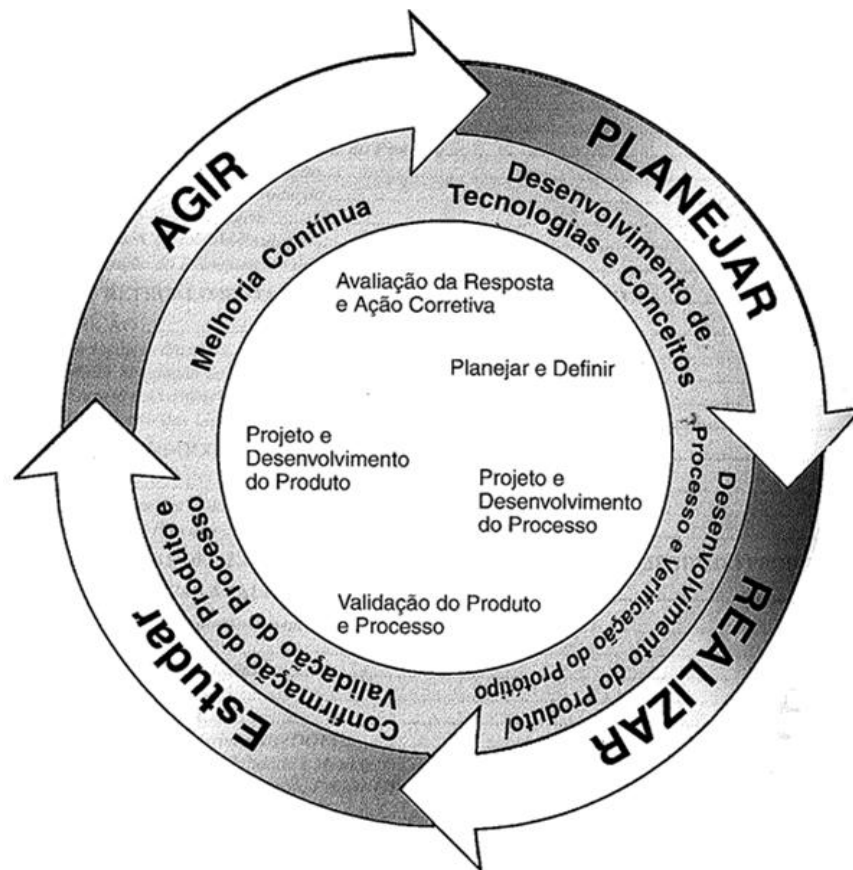 AGIR
PLANEJAR
REALIZAR
Estudar
Melhoria Contínua
Desenvolvimento de
Tecnologias e Conceitos
Desenvolvimento do Produto/
Processo e Verificação do Protótipo
Confirmação do Produto e
Validação do Processo
Avaliação da Resposta
e Ação Corretiva
Planejar e Definir
Projeto e
Desenvolvimento
do Produto
Projeto e
Desenvolvimento
do Processo
Validação do Produto
e Processo